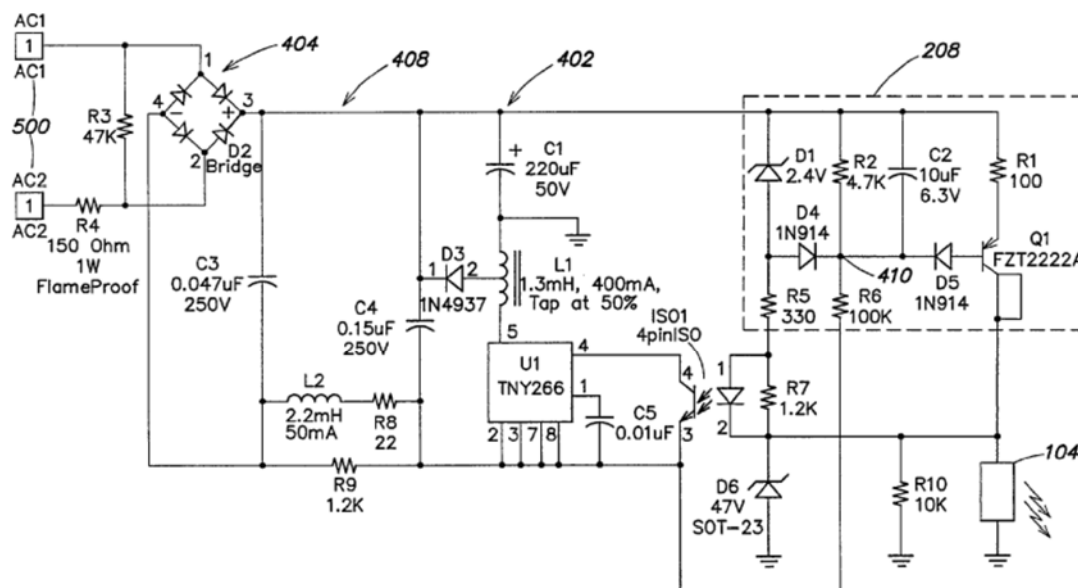 AC1
1
AC1
500
AC2
1
AC2
R3
47K
R4
150 Ohm
1W
FlameProof
404
1
4
3
-
+
2
D2
Bridge
408
402
C3
0.047uF
250V
C4
0.15uF
250V
L2
2.2mH
50mA
R8
22
R9
1.2K
+
C1
220uF
50V
D3
1
2
1N4937
L1
1.3mH, 400mA,
Tap at 50%
5
U1
TNY266
4
1
2
3
7
8
C5
0.01uF
ISO1
4pinISO
4
3
1
2
208
D1
2.4V
R2
4.7K
C2
10uF
6.3V
R1
100
D4
1N914
410
D5
1N914
Q1
FZT2222A
R5
330
R6
100K
R7
1.2K
D6
47V
SOT-23
R10
10K
104